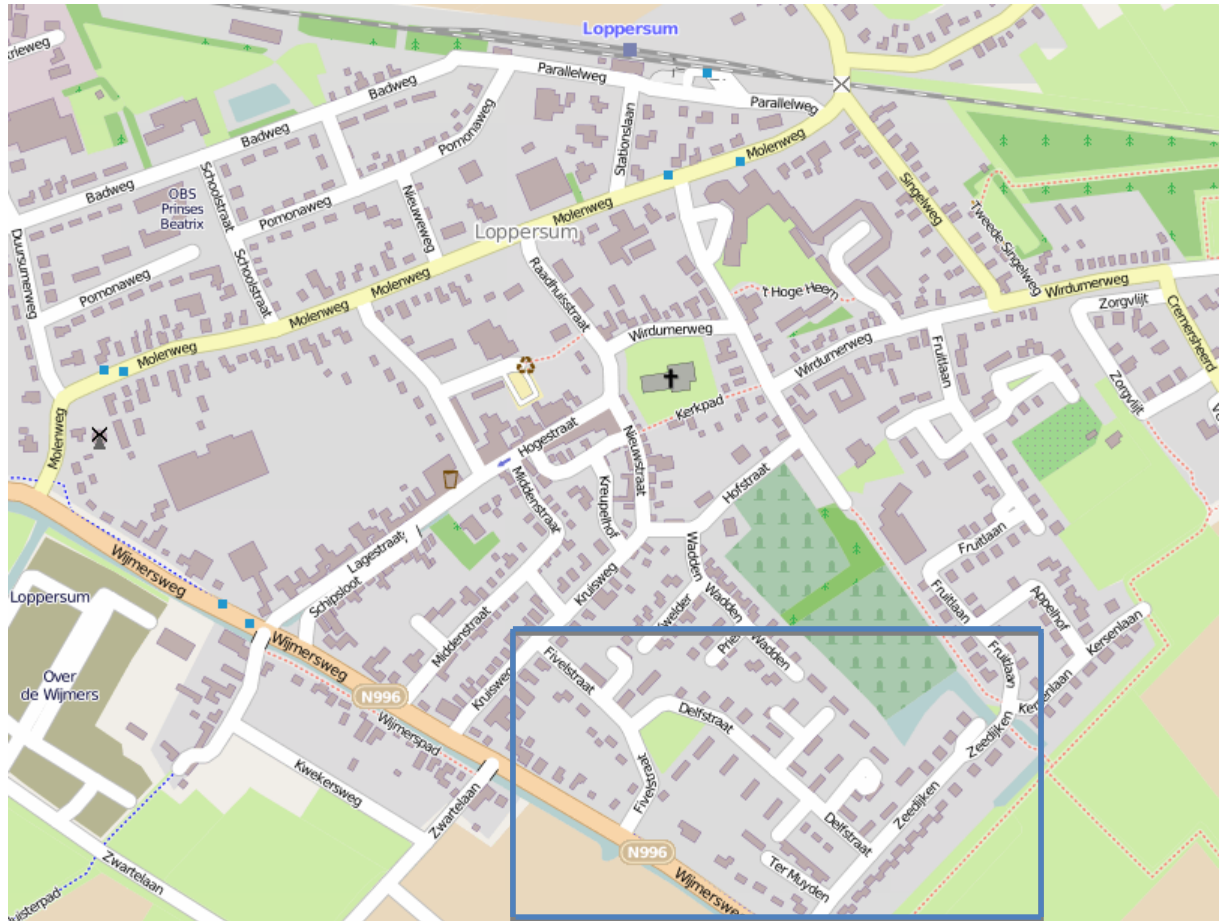 Loppersum
krieweg
Parallelweg
Badweg
Parallelweg
Pomonaweg
Stationslaan
Badweg
Molenweg
Badweg
Schoolstraat
OBS
Prinses
Beatrix
Pomonaweg
Nieuweweg
Molenweg
Loppersum
Singelweg
Tweede Singelweg
Duursumerweg
Schoolstraat
Pomonaweg
Molenweg
Raadhuisstraat
't Hoge Heem
Wirdumerweg
Zorgvlijt
Cremersheerd
Molenweg
Wirdumerweg
Molenweg
Wirdumerweg
Fruitlaan
Zorgvlijt
Kerkpad
Molenweg
Hogestraat
Nieuwstraat
Middenstraat
Kreupelhof
Hofstraat
Lagestraat
Wijmersweg
Schipsloot
Fruitlaan
Wadden
Kruisweg
Wadden
Fruitlaan
Appelhof
Loppersum
Middenstraat
Kersenlaan
Wijmersweg
Wadden
Fivelstraat
Fruitlaan
Over
de Wijmers
N996
Kruisweg
Kersenlaan
Wijmerspad
Delfstraat
Zeedijken
Kwekersweg
Fivelstraat
Zwartelaan
Zeedijken
Delfstraat
N996
Zwartelaan
Ter Muyden
Wijmerswe
uisterpad